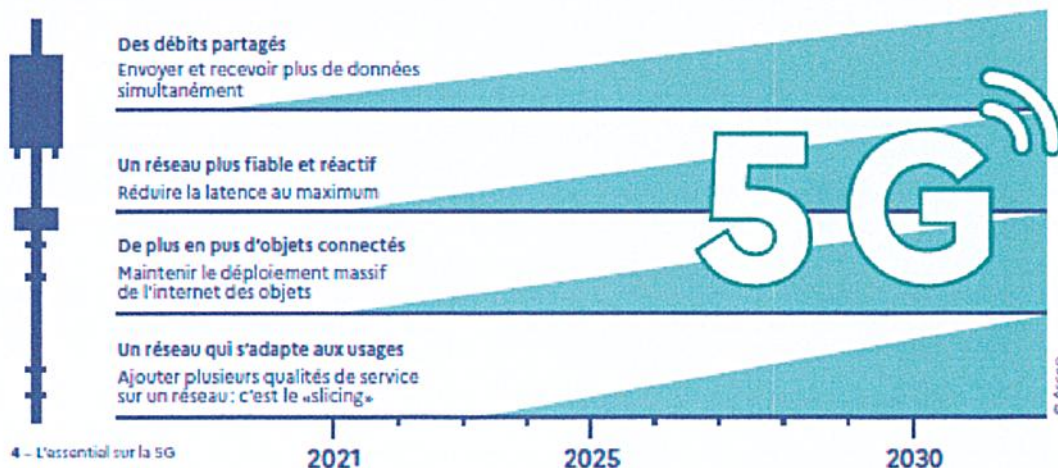 Des débits partagés
Envoyer et recevoir plus de données
simultanément
Un réseau plus fiable et réactif
Réduire la latence au maximum
De plus en pus d'objets connectés
Maintenir le déploiement massif
de l'internet des objets
Un réseau qui s'adapte aux usages
Ajouter plusieurs qualités de service
sur un réseau : c'est le «slicing»
5G
4 – L'essentiel sur la 5G
2021
2025
2030